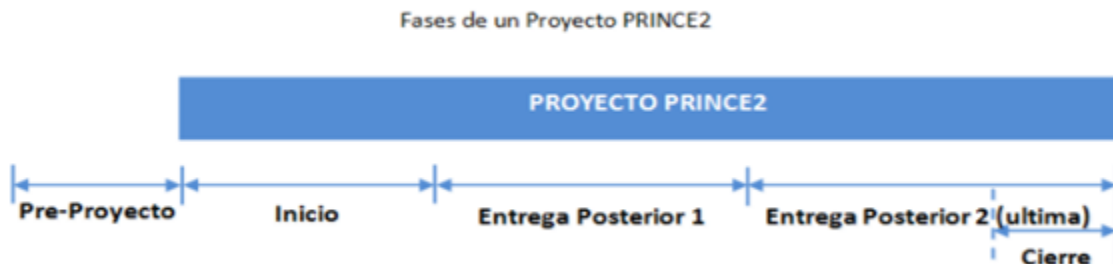 Fases de un Proyecto PRINCE2
PROYECTO PRINCE2
Pre-Proyecto
Inicio
Entrega Posterior 1
Entrega Posterior 2 (ultima)
Cierre